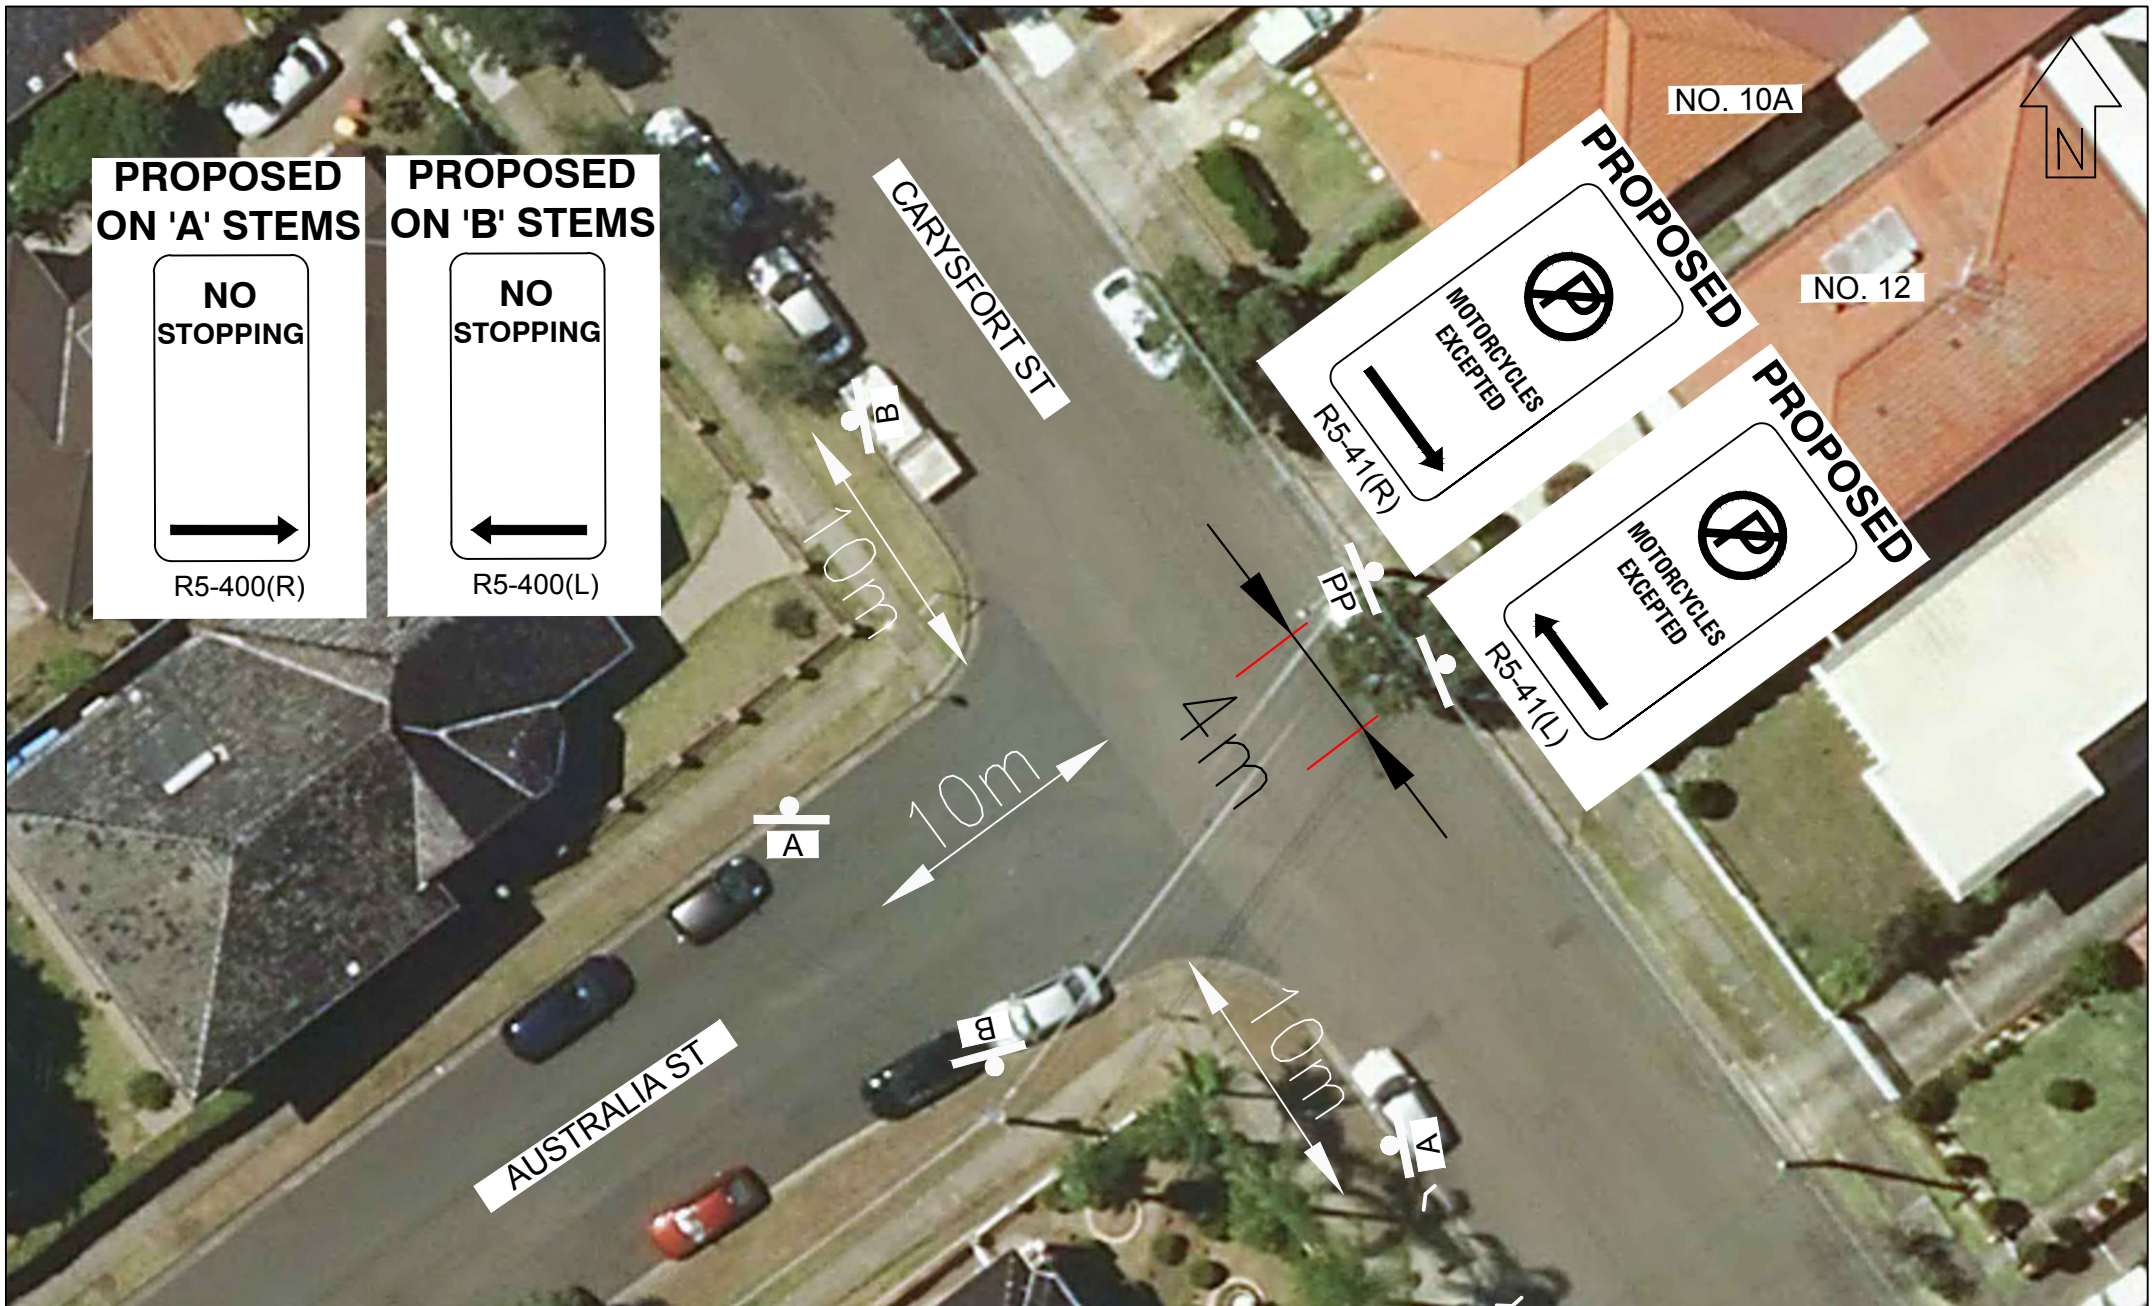 PROPOSED
ON 'A' STEMS
NO
STOPPING
R5-400(R)
PROPOSED
ON 'B' STEMS
NO
STOPPING
R5-400(L)
CARYSFORT ST
NO. 10A
N
PROPOSED
P
MOTORCYCLES
EXCEPTED
R5-41(R)
NO. 12
PROPOSED
P
MOTORCYCLES
EXCEPTED
R5-41(L)
B
10m
PP
4m
10m
A
B
10m
A
AUSTRALIA ST